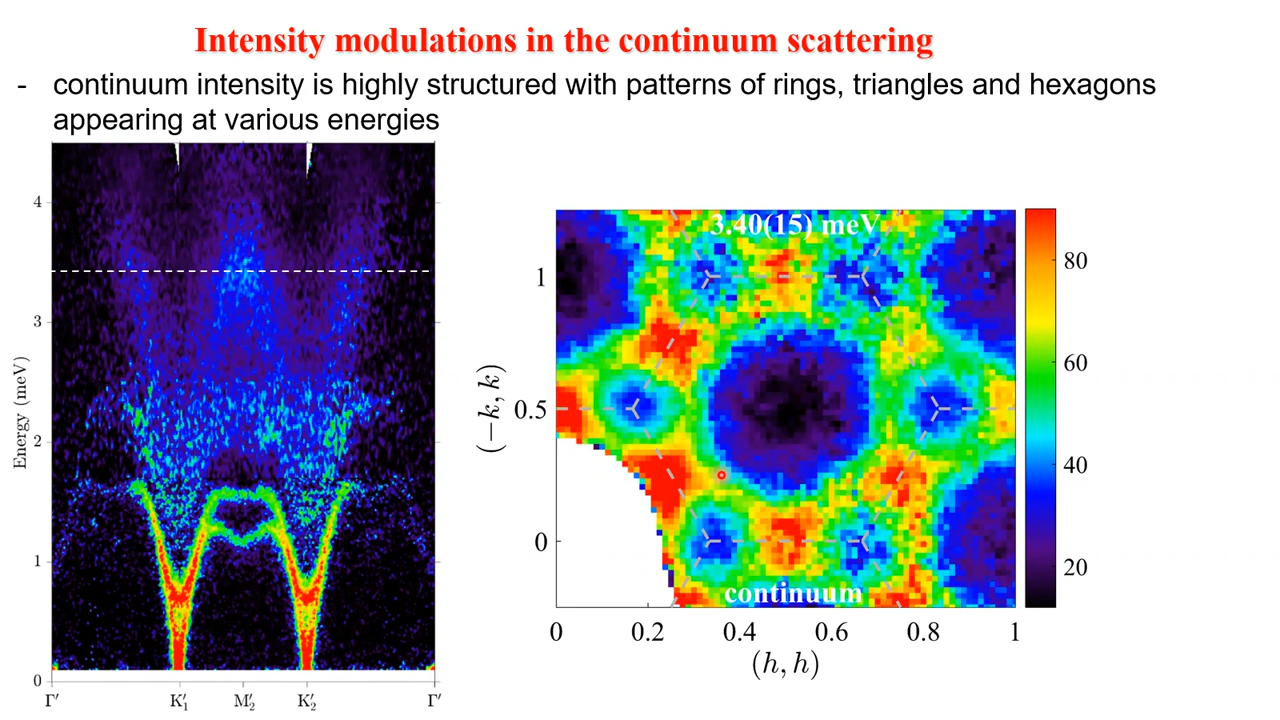 Intensity modulations in the continuum scattering
- continuum intensity is highly structured with patterns of rings, triangles and hexagons
appearing at various energies
Energy (meV)
4
3
2
1
0
Γ′ K′₁ M′₂ K′₂ Γ′
3.40(15) meV
continuum
(−k, k)
1
0.5
0
0 0.2 0.4 0.6 0.8 1
(h, h)
80
60
40
20